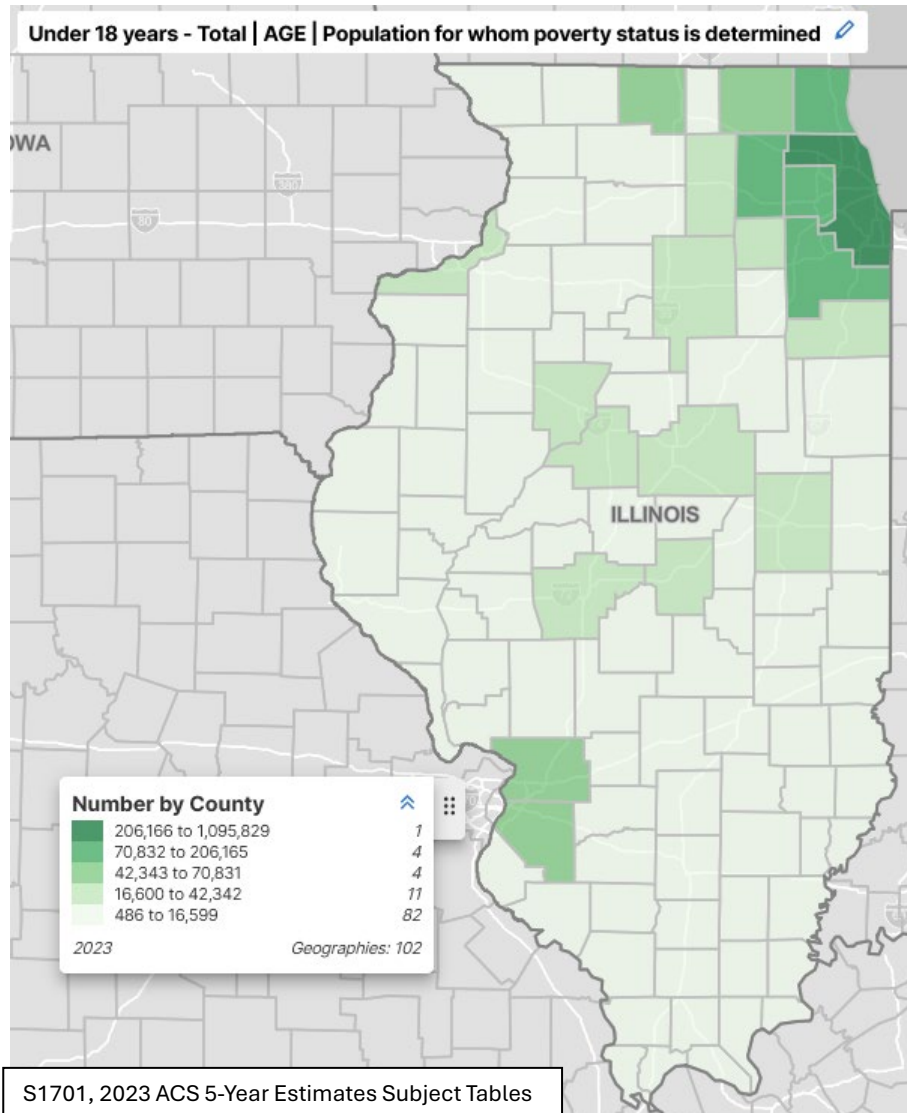 Under 18 years - Total | AGE | Population for whom poverty status is determined
OWA
80
ILLINOIS
Number by County
206,166 to 1,095,829 1
70,832 to 206,165 4
42,343 to 70,831 4
16,600 to 42,342 11
486 to 16,599 82
2023 Geographies: 102
S1701, 2023 ACS 5-Year Estimates Subject Tables